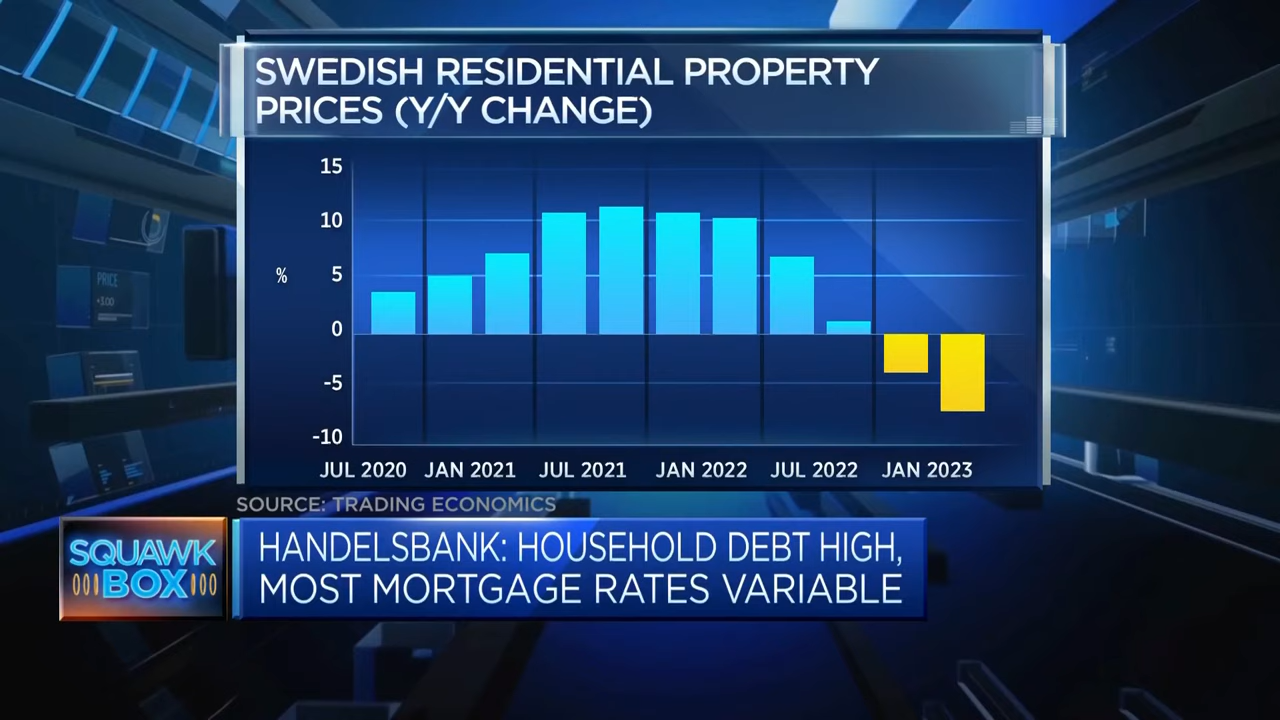 SWEDISH RESIDENTIAL PROPERTY
PRICES (Y/Y CHANGE)
15
10
%
5
0
-5
-10
JUL 2020 JAN 2021 JUL 2021 JAN 2022 JUL 2022 JAN 2023
SOURCE: TRADING ECONOMICS
SQUAWK
BOX
HANDELSBANK: HOUSEHOLD DEBT HIGH,
MOST MORTGAGE RATES VARIABLE
PRICE